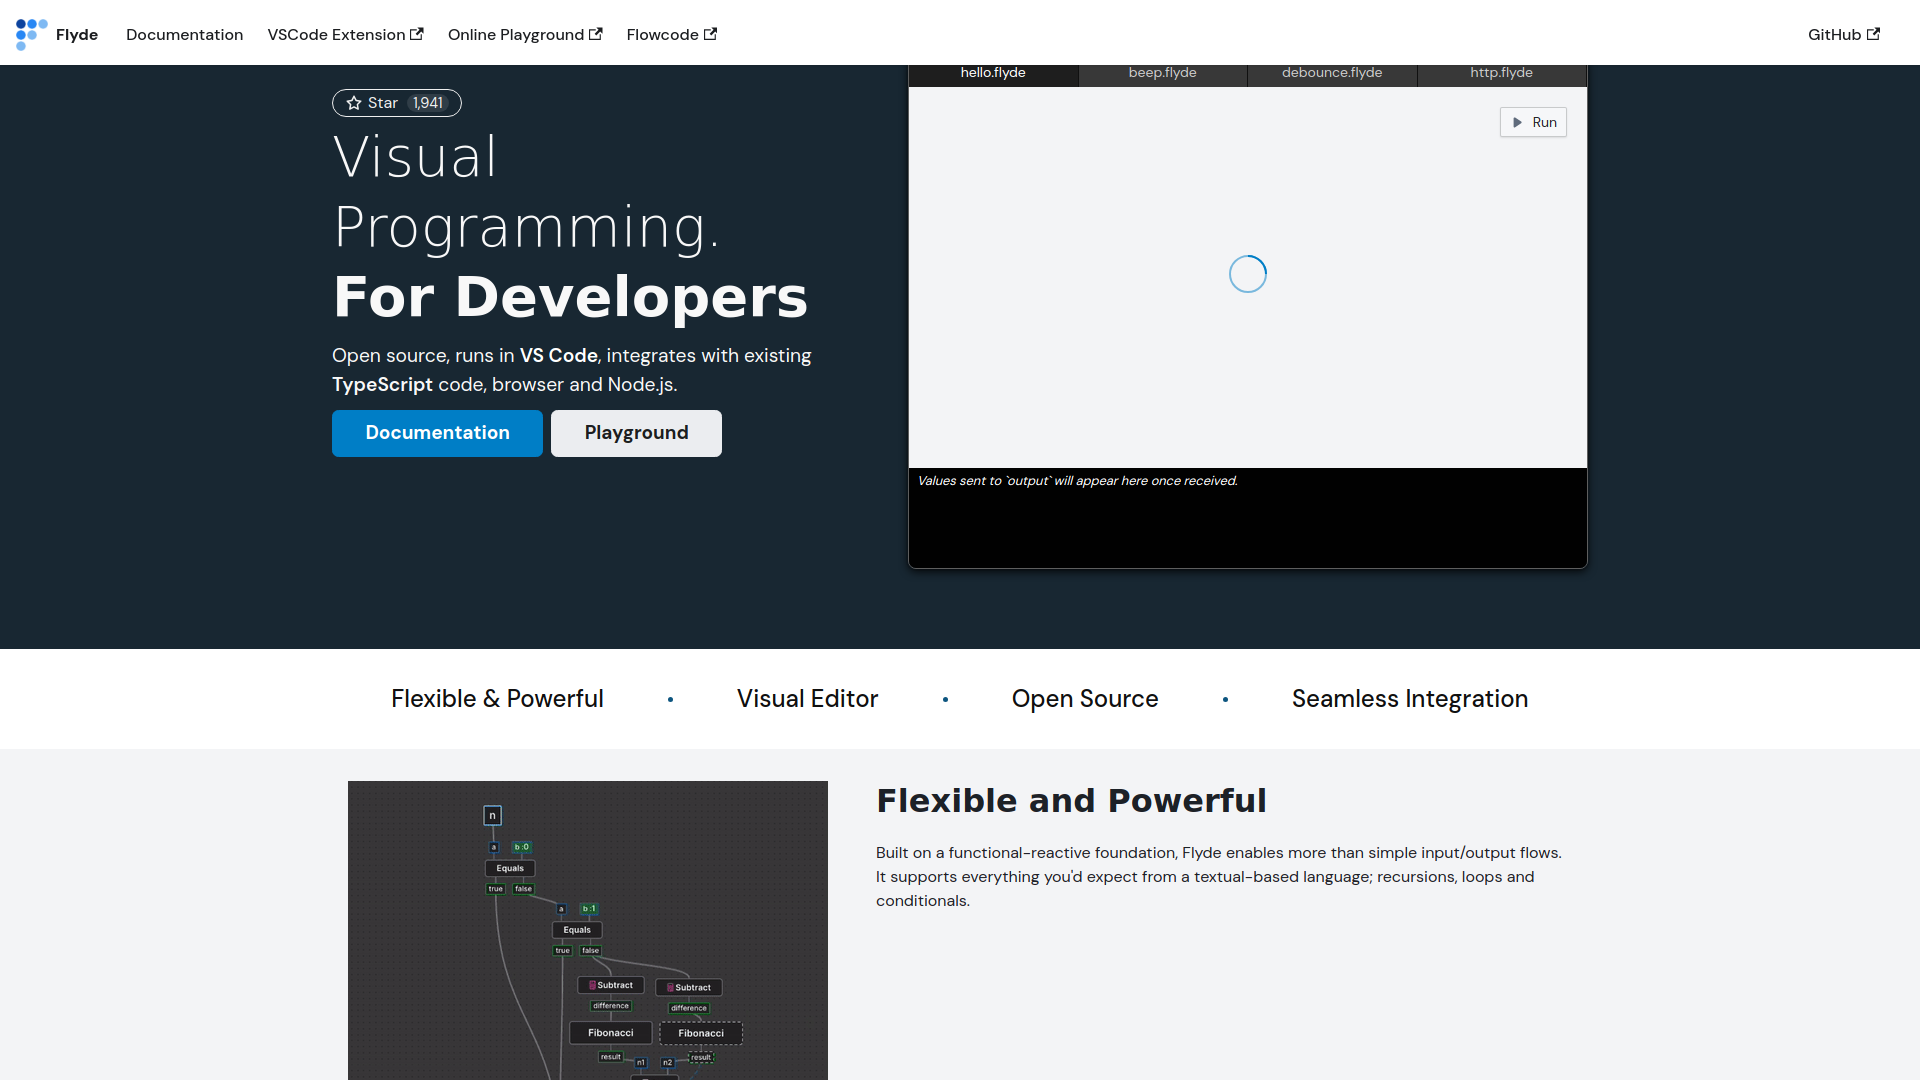 Flyde
Documentation
VSCode Extension
Online Playground
Flowcode
GitHub
Star 1,941
Visual
Programming.
For Developers
Open source, runs in VS Code, integrates with existing
TypeScript code, browser and Node.js.
Documentation
Playground
hello.flyde
beep.flyde
debounce.flyde
http.flyde
Run
Values sent to `output` will appear here once received.
Flexible & Powerful
Visual Editor
Open Source
Seamless Integration
n
a
b :0
Equals
true
false
a
b :1
Equals
true
false
Subtract
Subtract
difference
difference
Fibonacci
Fibonacci
result
n1
n2
result
Flexible and Powerful
Built on a functional-reactive foundation, Flyde enables more than simple input/output flows.
It supports everything you'd expect from a textual-based language; recursions, loops and
conditionals.